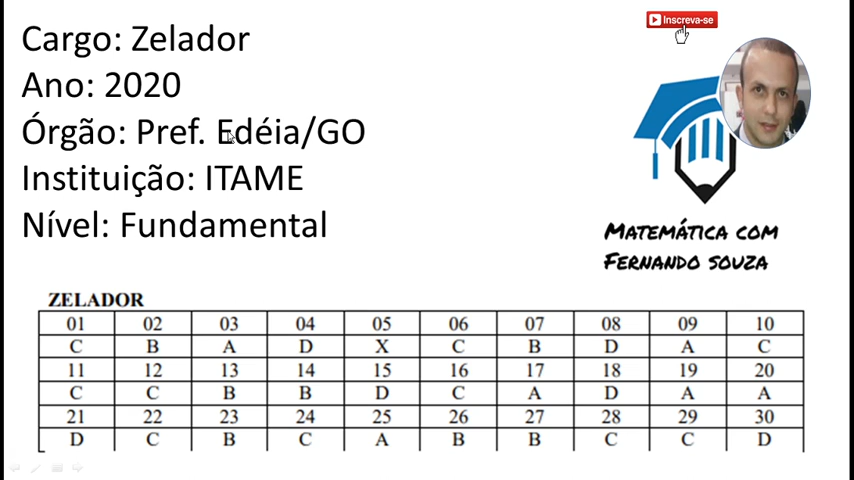 Cargo: Zelador
Ano: 2020
Órgão: Pref. Edéia/GO
Instituição: ITAME
Nível: Fundamental
Inscreva-se
MATEMÁTICA COM
FERNANDO SOUZA
ZELADOR
01 02 03 04 05 06 07 08 09 10
C B A D X C B D A C
11 12 13 14 15 16 17 18 19 20
C C B B D C A D A A
21 22 23 24 25 26 27 28 29 30
D C B C A B B C C D